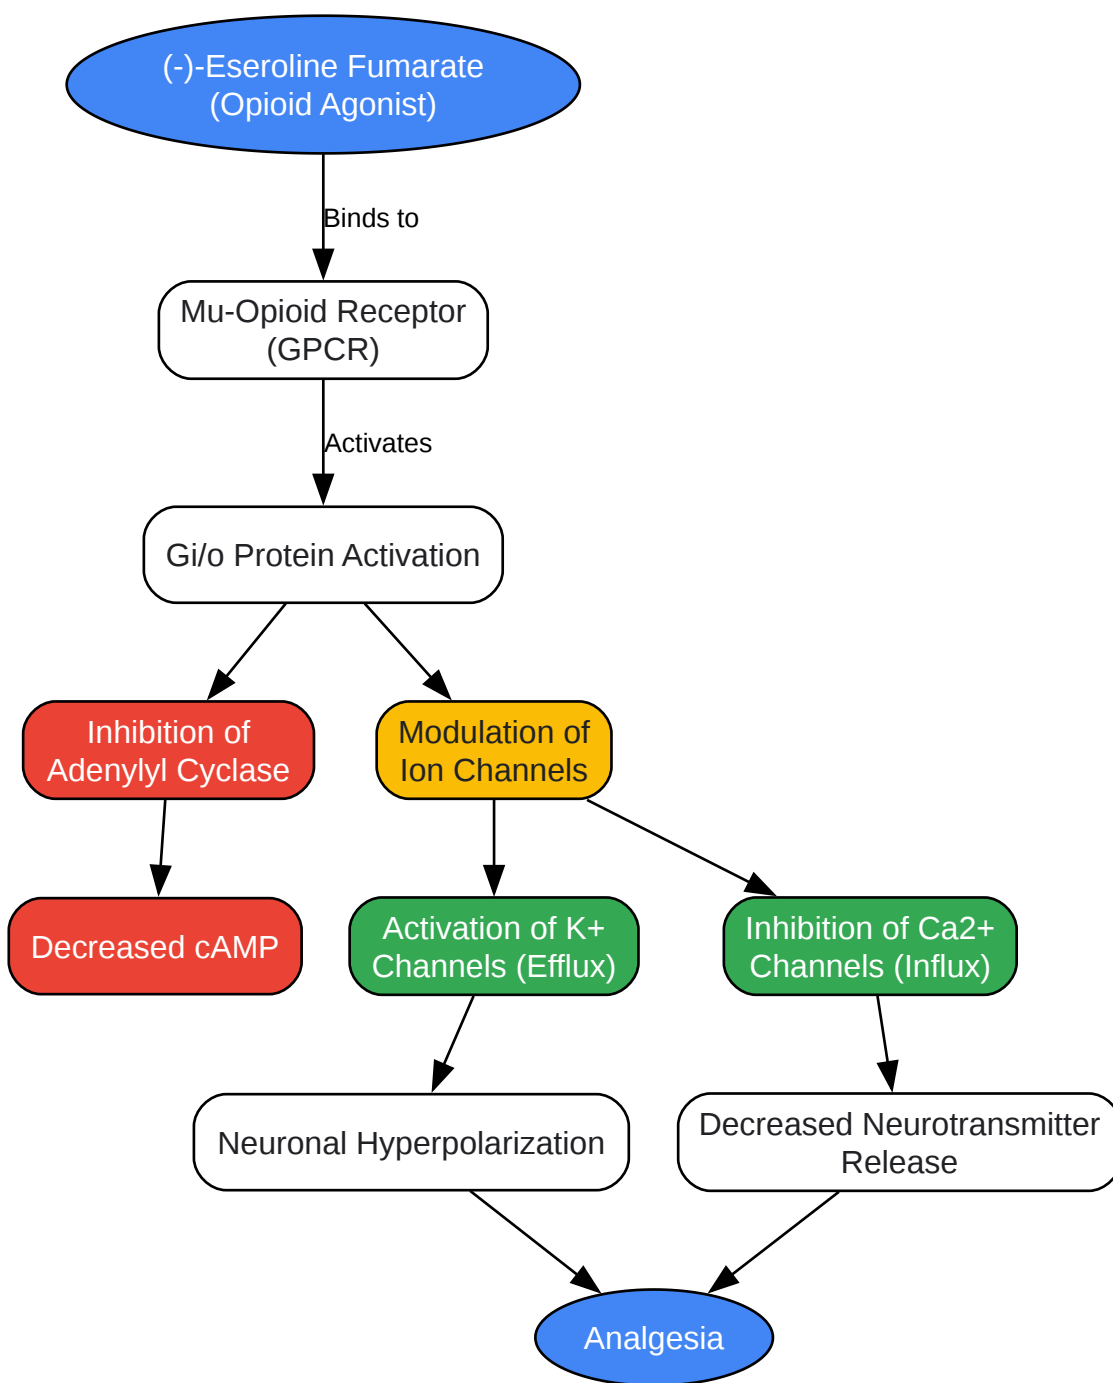 (-)-Eseroline Fumarate
(Opioid Agonist)
Binds to
Mu-Opioid Receptor
(GPCR)
Activates
Gi/o Protein Activation
Inhibition of
Adenylyl Cyclase
Modulation of
Ion Channels
Decreased cAMP
Activation of K+
Channels (Efflux)
Inhibition of Ca2+
Channels (Influx)
Neuronal Hyperpolarization
Decreased Neurotransmitter
Release
Analgesia